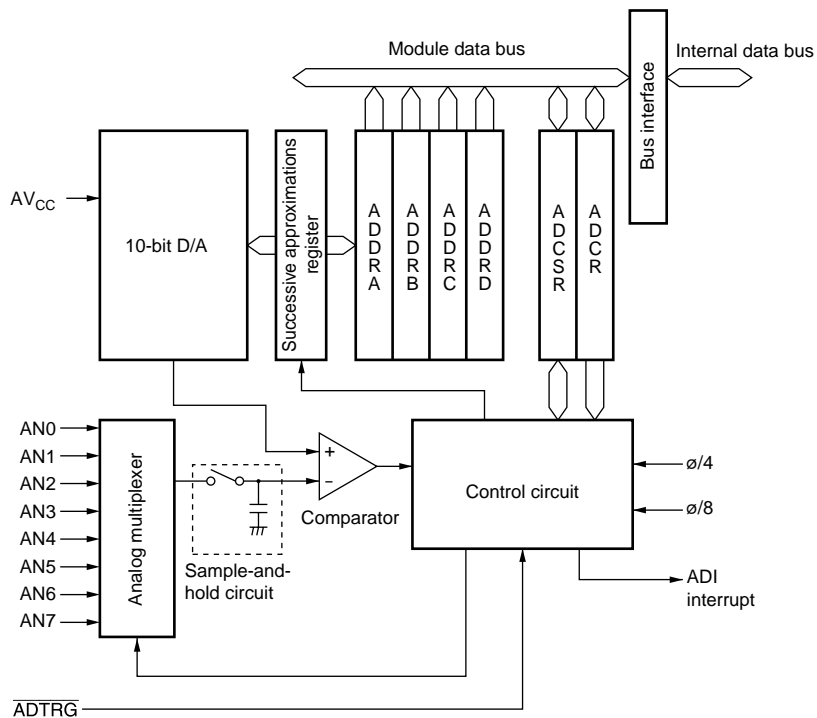 Module data bus
Internal data bus
Bus interface
AVCC
10-bit D/A
Successive approximations
register
ADDRA
ADDRB
ADDRC
ADDRD
ADCSR
ADCR
AN0
AN1
AN2
AN3
AN4
AN5
AN6
AN7
Analog multiplexer
+
−
Comparator
Sample-and-
hold circuit
Control circuit
ø/4
ø/8
ADI
interrupt
ADTRG